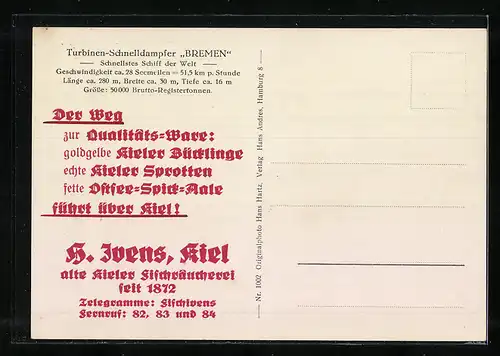 Turbinen-Schnelldampfer „BREMEN“
— Schnellstes Schiff der Welt —
Geschwindigkeit ca. 28 Seemeilen = 51,5 km p. Stunde
Länge ca. 280 m, Breite ca. 30 m, Tiefe ca. 16 m
Größe: 50 000 Brutto-Registertonnen.
Der Weg
zur Qualitäts-Ware:
goldgelbe Kieler Bücklinge
echte Kieler Sprotten
fette Ostsee-Spick-Aale
führt über Kiel!
H. Ivens, Kiel
alte Kieler Fischräucherei
seit 1872
Telegramme: Fischivens
Fernruf: 82, 83 und 84
Nr. 1002 Originalphoto Hans Hartz, Verlag Hans Andres, Hamburg 8